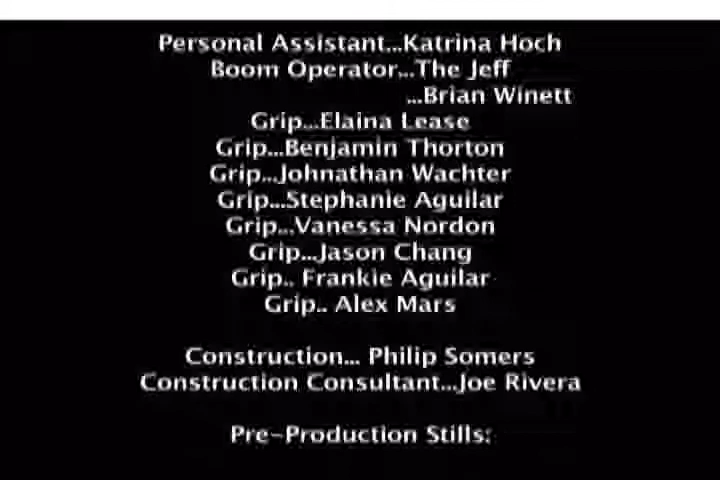 Personal Assistant...Katrina Hoch
Boom Operator...The Jeff
...Brian Winett
Grip...Elaina Lease
Grip...Benjamin Thorton
Grip...Johnathan Wachter
Grip...Stephanie Aguilar
Grip...Vanessa Nordon
Grip...Jason Chang
Grip.. Frankie Aguilar
Grip.. Alex Mars
Construction... Philip Somers
Construction Consultant...Joe Rivera
Pre-Production Stills: